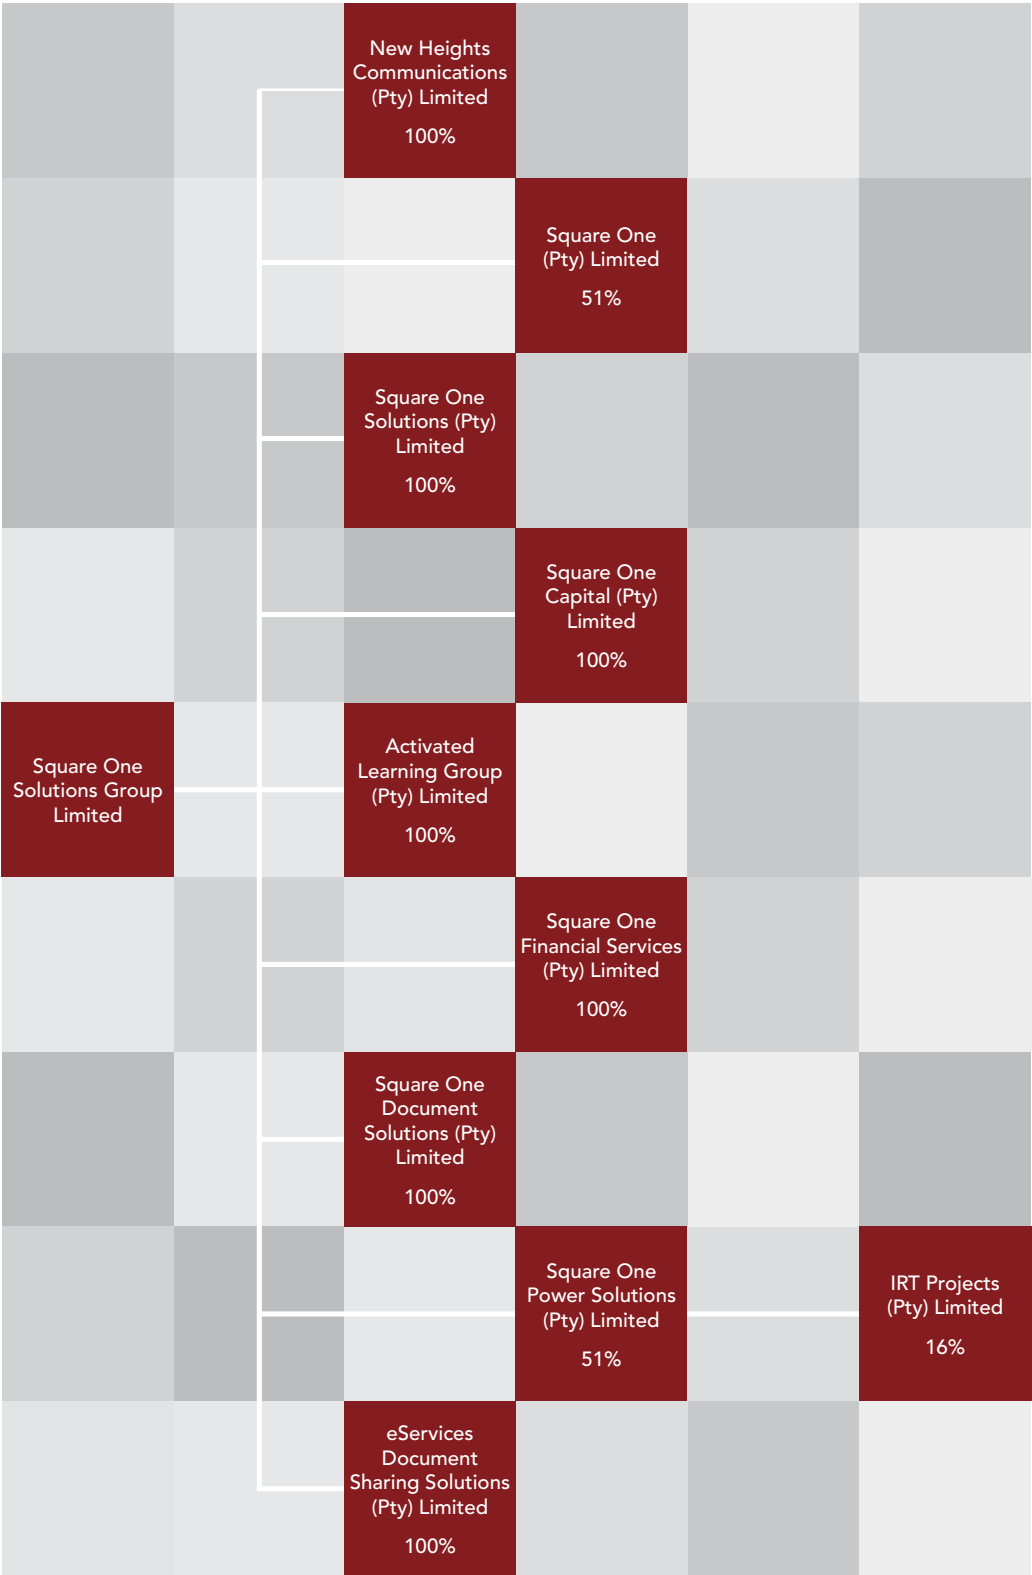 New Heights
Communications
(Pty) Limited
100%
Square One
(Pty) Limited
51%
Square One
Solutions (Pty)
Limited
100%
Square One
Capital (Pty)
Limited
100%
Square One
Solutions Group
Limited
Activated
Learning Group
(Pty) Limited
100%
Square One
Financial Services
(Pty) Limited
100%
Square One
Document
Solutions (Pty)
Limited
100%
Square One
Power Solutions
(Pty) Limited
51%
IRT Projects
(Pty) Limited
16%
eServices
Document
Sharing Solutions
(Pty) Limited
100%